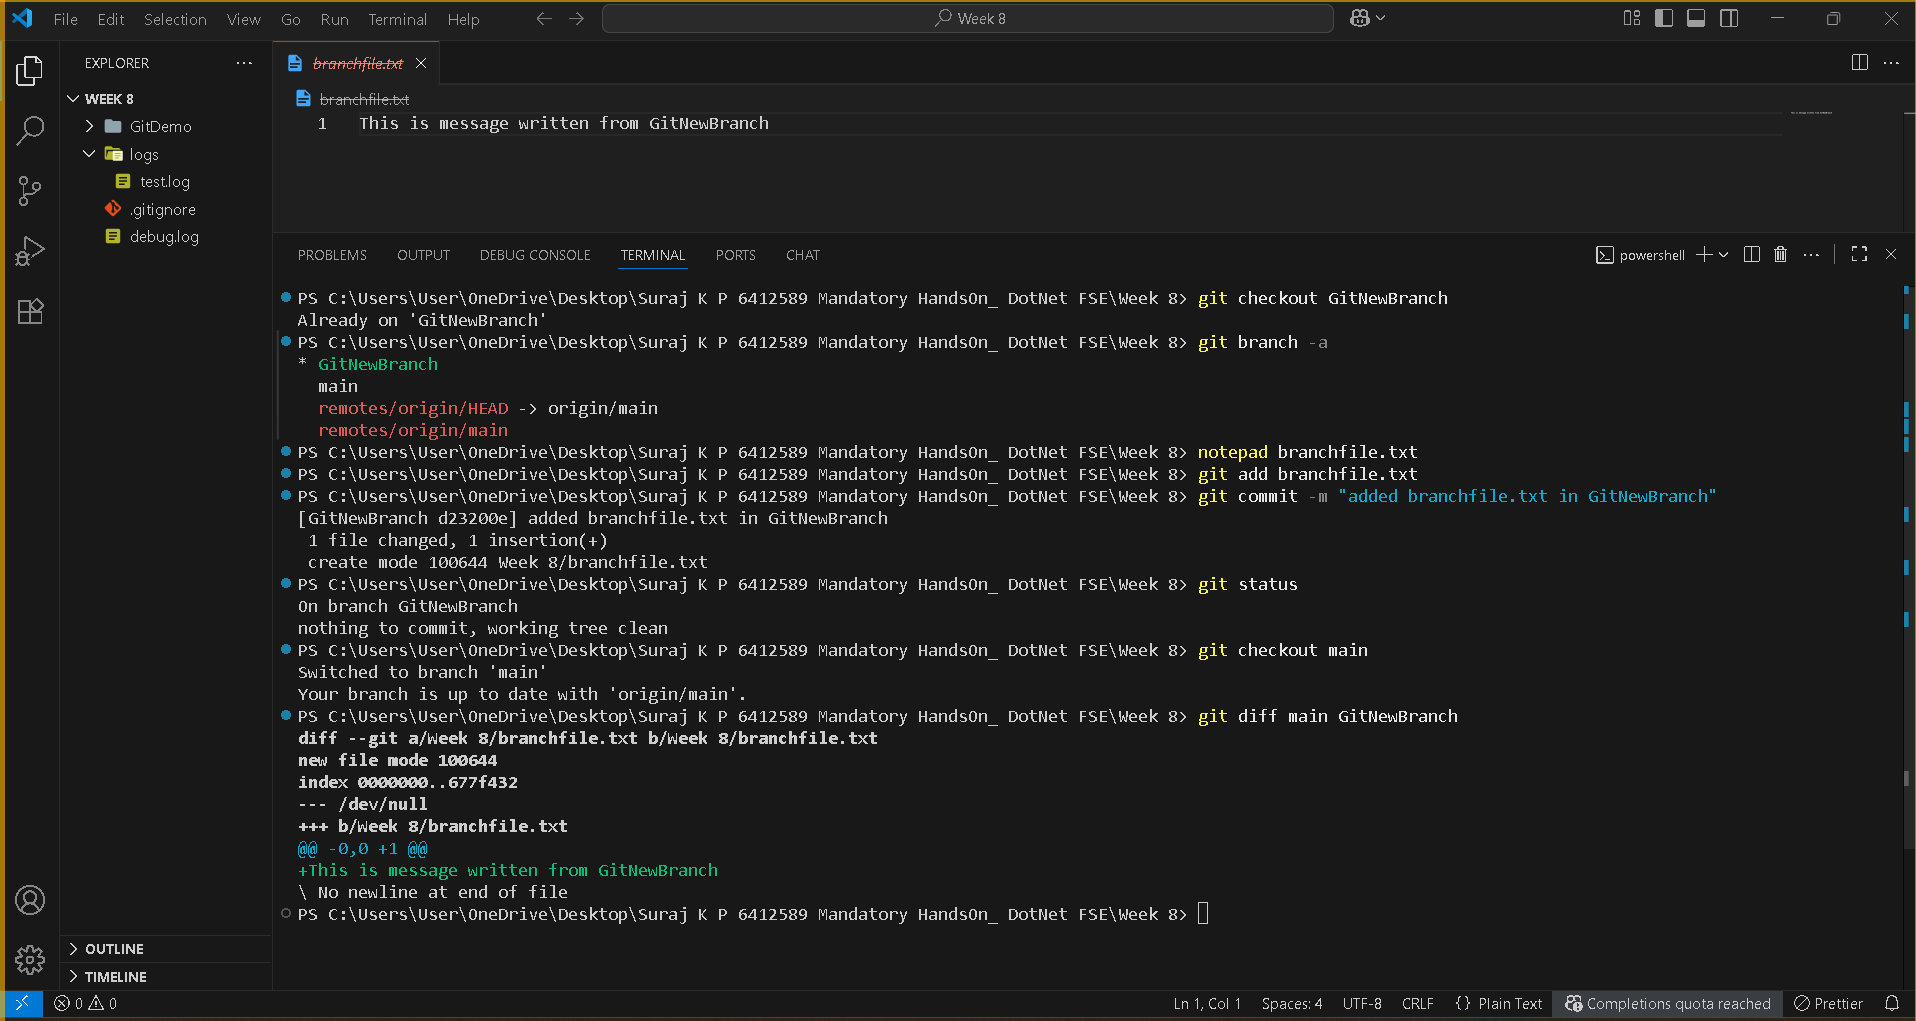 File Edit Selection View Go Run Terminal Help
Week 8
EXPLORER
WEEK 8
GitDemo
logs
test.log
.gitignore
debug.log
OUTLINE
TIMELINE
branchfile.txt
branchfile.txt
1 This is message written from GitNewBranch
PROBLEMS OUTPUT DEBUG CONSOLE TERMINAL PORTS CHAT
powershell
PS C:\Users\User\OneDrive\Desktop\Suraj K P 6412589 Mandatory HandsOn_ DotNet FSE\Week 8> git checkout GitNewBranch
Already on 'GitNewBranch'
PS C:\Users\User\OneDrive\Desktop\Suraj K P 6412589 Mandatory HandsOn_ DotNet FSE\Week 8> git branch -a
* GitNewBranch
main
remotes/origin/HEAD -> origin/main
remotes/origin/main
PS C:\Users\User\OneDrive\Desktop\Suraj K P 6412589 Mandatory HandsOn_ DotNet FSE\Week 8> notepad branchfile.txt
PS C:\Users\User\OneDrive\Desktop\Suraj K P 6412589 Mandatory HandsOn_ DotNet FSE\Week 8> git add branchfile.txt
PS C:\Users\User\OneDrive\Desktop\Suraj K P 6412589 Mandatory HandsOn_ DotNet FSE\Week 8> git commit -m "added branchfile.txt in GitNewBranch"
[GitNewBranch d23200e] added branchfile.txt in GitNewBranch
1 file changed, 1 insertion(+)
create mode 100644 Week 8/branchfile.txt
PS C:\Users\User\OneDrive\Desktop\Suraj K P 6412589 Mandatory HandsOn_ DotNet FSE\Week 8> git status
On branch GitNewBranch
nothing to commit, working tree clean
PS C:\Users\User\OneDrive\Desktop\Suraj K P 6412589 Mandatory HandsOn_ DotNet FSE\Week 8> git checkout main
Switched to branch 'main'
Your branch is up to date with 'origin/main'.
PS C:\Users\User\OneDrive\Desktop\Suraj K P 6412589 Mandatory HandsOn_ DotNet FSE\Week 8> git diff main GitNewBranch
diff --git a/Week 8/branchfile.txt b/Week 8/branchfile.txt
new file mode 100644
index 0000000..677f432
--- /dev/null
+++ b/Week 8/branchfile.txt
@@ -0,0 +1 @@
+This is message written from GitNewBranch
\ No newline at end of file
PS C:\Users\User\OneDrive\Desktop\Suraj K P 6412589 Mandatory HandsOn_ DotNet FSE\Week 8>
0 0
Ln 1, Col 1 Spaces: 4 UTF-8 CRLF {} Plain Text Completions quota reached Prettier